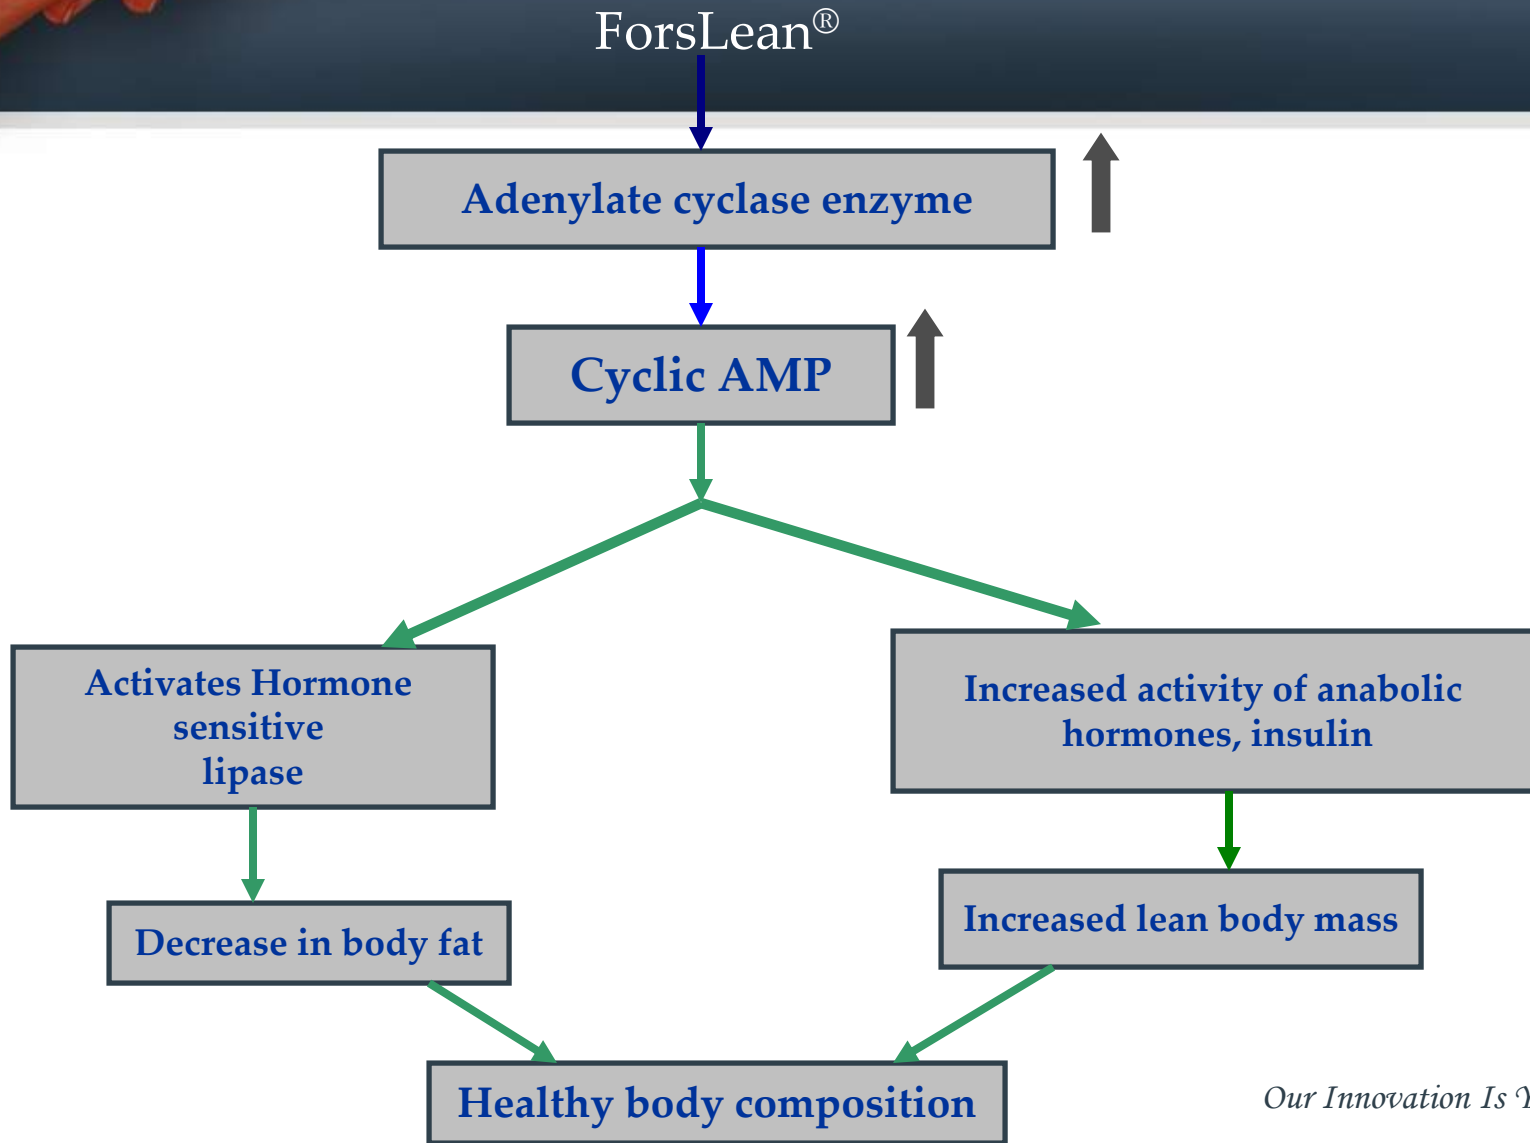 ForsLean®
Adenylate cyclase enzyme
Cyclic AMP
Activates Hormone
sensitive
lipase
Increased activity of anabolic
hormones, insulin
Decrease in body fat
Increased lean body mass
Healthy body composition
Our Innovation Is